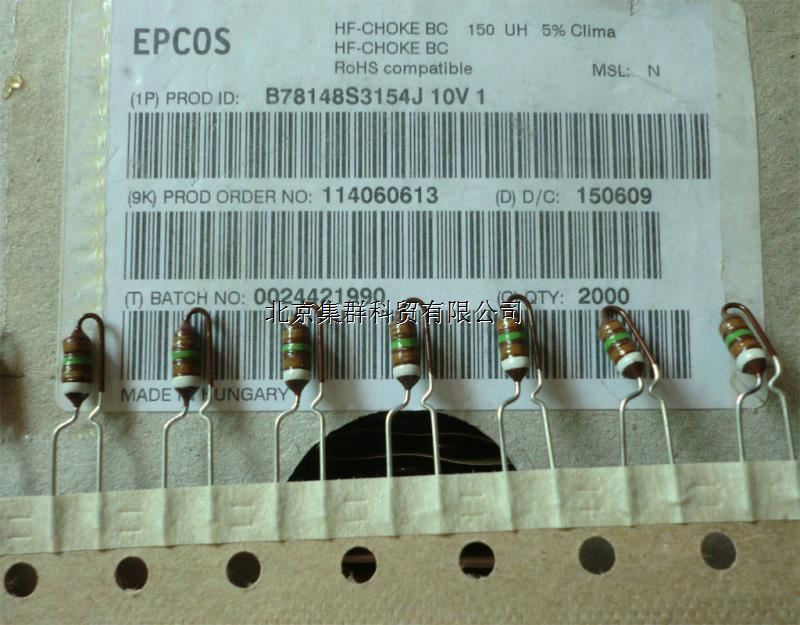 EPCOS
HF-CHOKE BC 150 UH 5% Clima
HF-CHOKE BC
RoHS compatible
MSL: N
(1P) PROD ID: B78148S3154J 10V 1
(9K) PROD ORDER NO: 114060613 (D) D/C: 150609
(T) BATCH NO: 0024421990 (Q) QTY: 2000
北京集群科贸有限公司
MADE IN HUNGARY